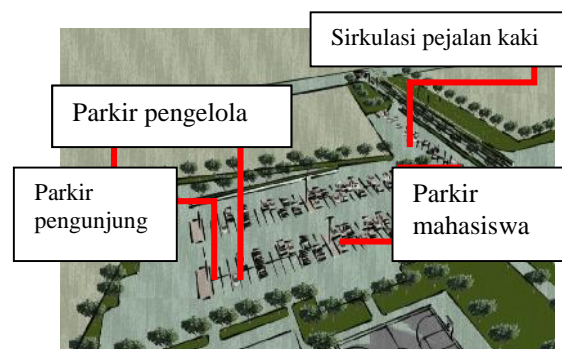 Sirkulasi pejalan kaki
Parkir pengelola
Parkir
pengunjung
Parkir
mahasiswa